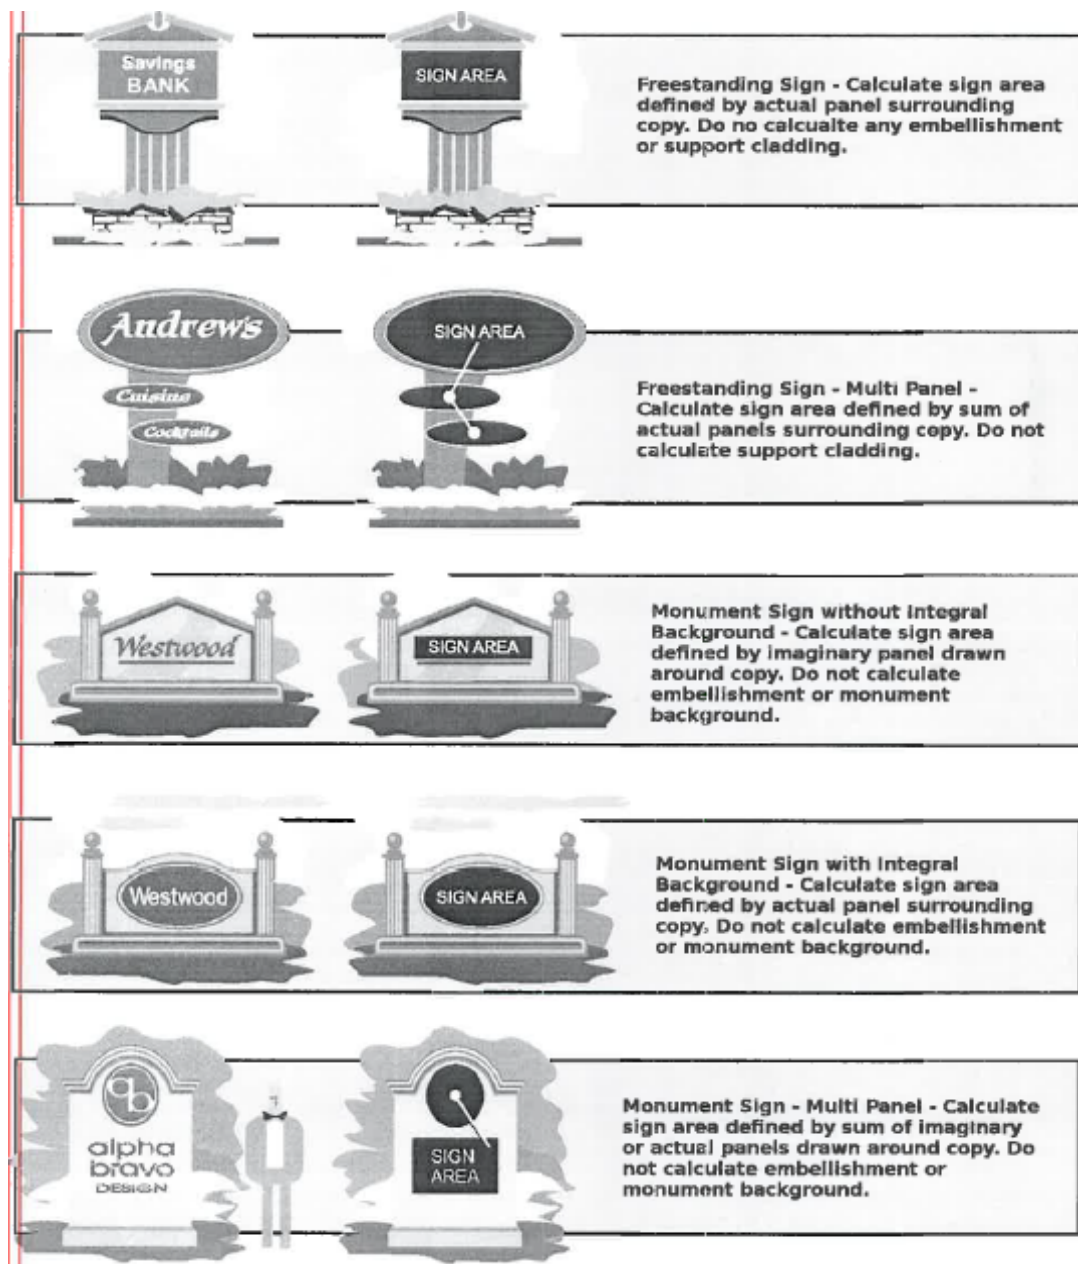 Savings
BANK
SIGN AREA
Freestanding Sign - Calculate sign area
defined by actual panel surrounding
copy. Do no calcualte any embellishment
or support cladding.
Andrew's
Cuisine
Cocktails
SIGN AREA
Freestanding Sign - Multi Panel -
Calculate sign area defined by sum of
actual panels surrounding copy. Do not
calculate support cladding.
Westwood
SIGN AREA
Monument Sign without Integral
Background - Calculate sign area
defined by imaginary panel drawn
around copy. Do not calculate
embellishment or monument
background.
Westwood
SIGN AREA
Monument Sign with Integral
Background - Calculate sign area
defined by actual panel surrounding
copy. Do not calculate embellishment
or monument background.
ab
alpha
bravo
DESIGN
SIGN
AREA
Monument Sign - Multi Panel - Calculate
sign area defined by sum of imaginary
or actual panels drawn around copy. Do
not calculate embellishment or
monument background.